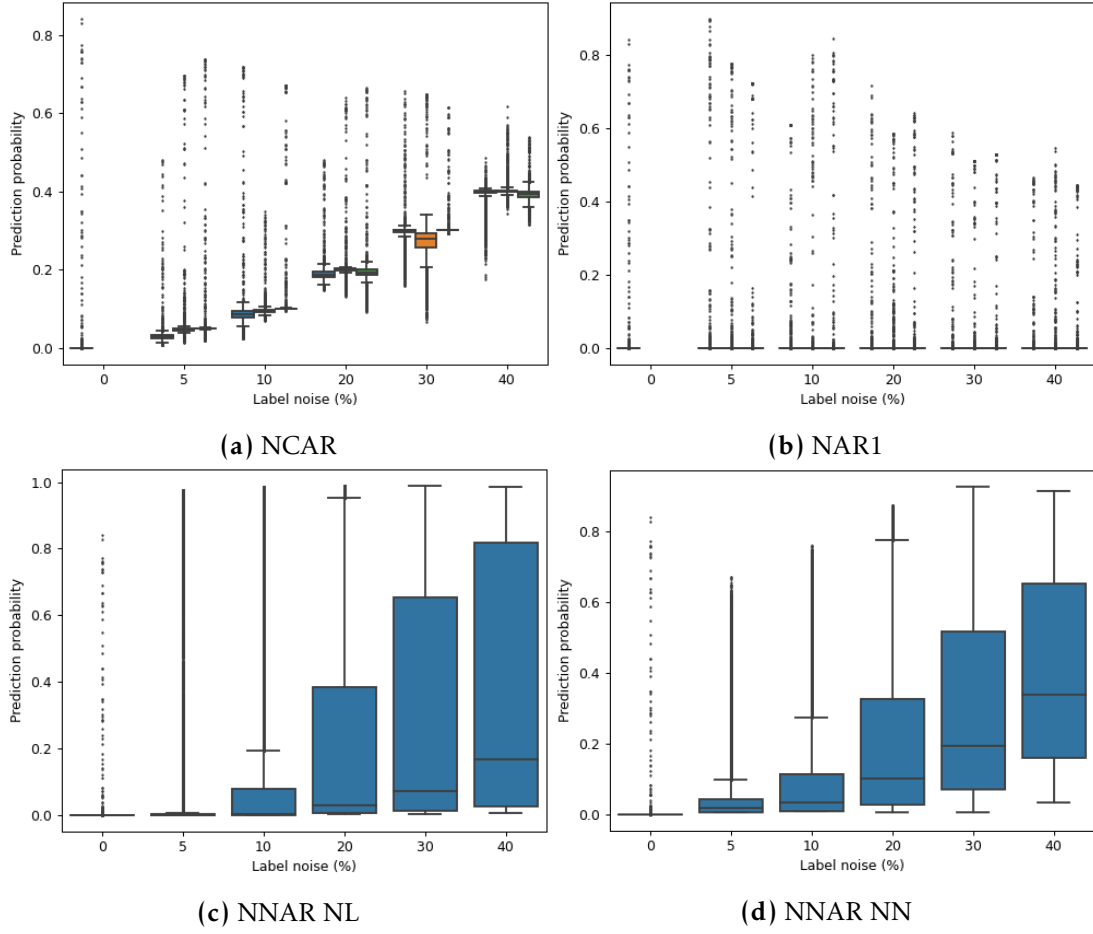 0.8
0.6
0.4
0.2
0.0
Prediction probability
0 5 10 20 30 40
Label noise (%)
(a) NCAR
0.8
0.6
0.4
0.2
0.0
Prediction probability
0 5 10 20 30 40
Label noise (%)
(b) NAR1
1.0
0.8
0.6
0.4
0.2
0.0
Prediction probability
0 5 10 20 30 40
Label noise (%)
(c) NNAR NL
0.8
0.6
0.4
0.2
0.0
Prediction probability
0 5 10 20 30 40
Label noise (%)
(d) NNAR NN